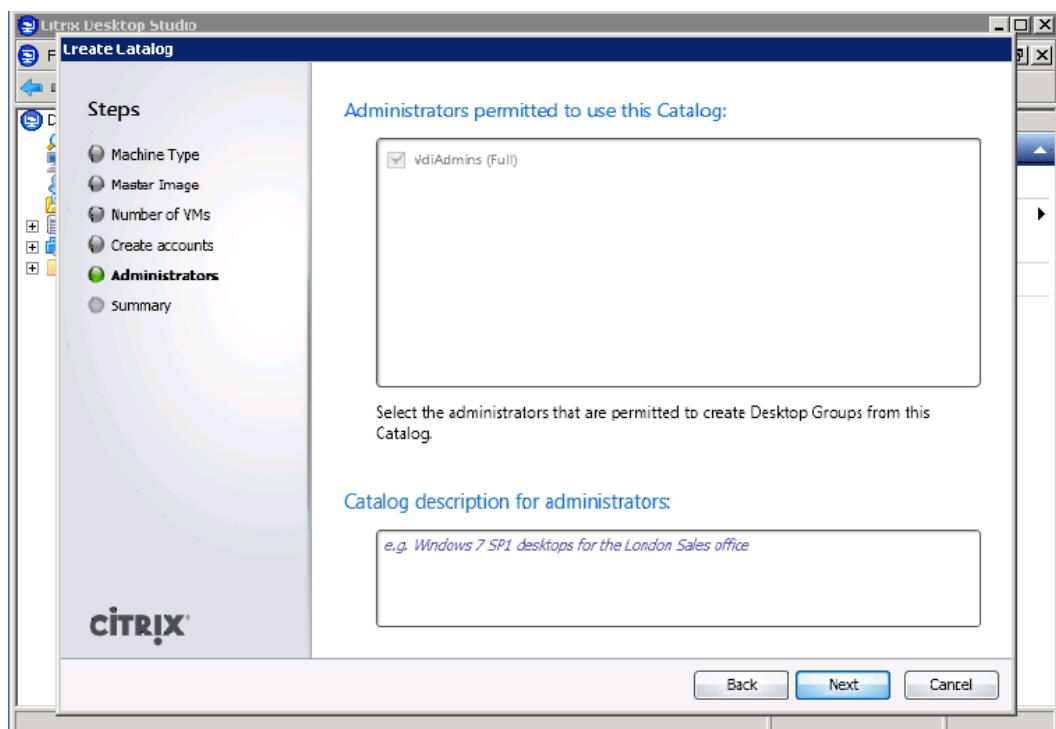 Citrix Desktop Studio
Create Catalog
Steps
Machine Type
Master Image
Number of VMs
Create accounts
Administrators
Summary
CITRIX
Administrators permitted to use this Catalog:
VdiAdmins (Full)
Select the administrators that are permitted to create Desktop Groups from this
Catalog.
Catalog description for administrators:
e.g. Windows 7 SP1 desktops for the London Sales office
Back
Next
Cancel